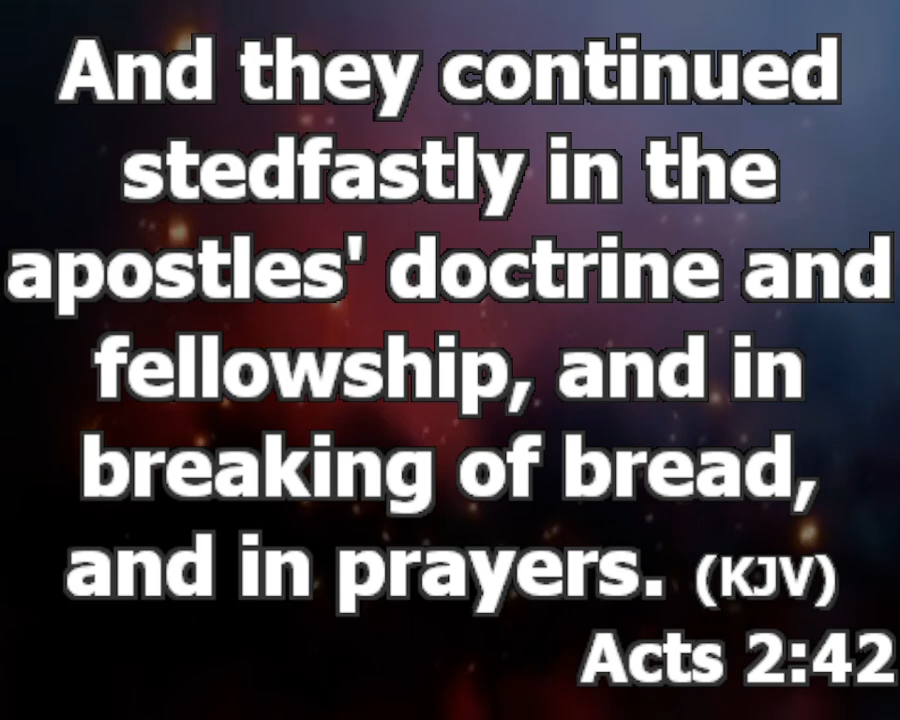 And they continued
stedfastly in the
apostles' doctrine and
fellowship, and in
breaking of bread,
and in prayers. (KJV)
Acts 2:42